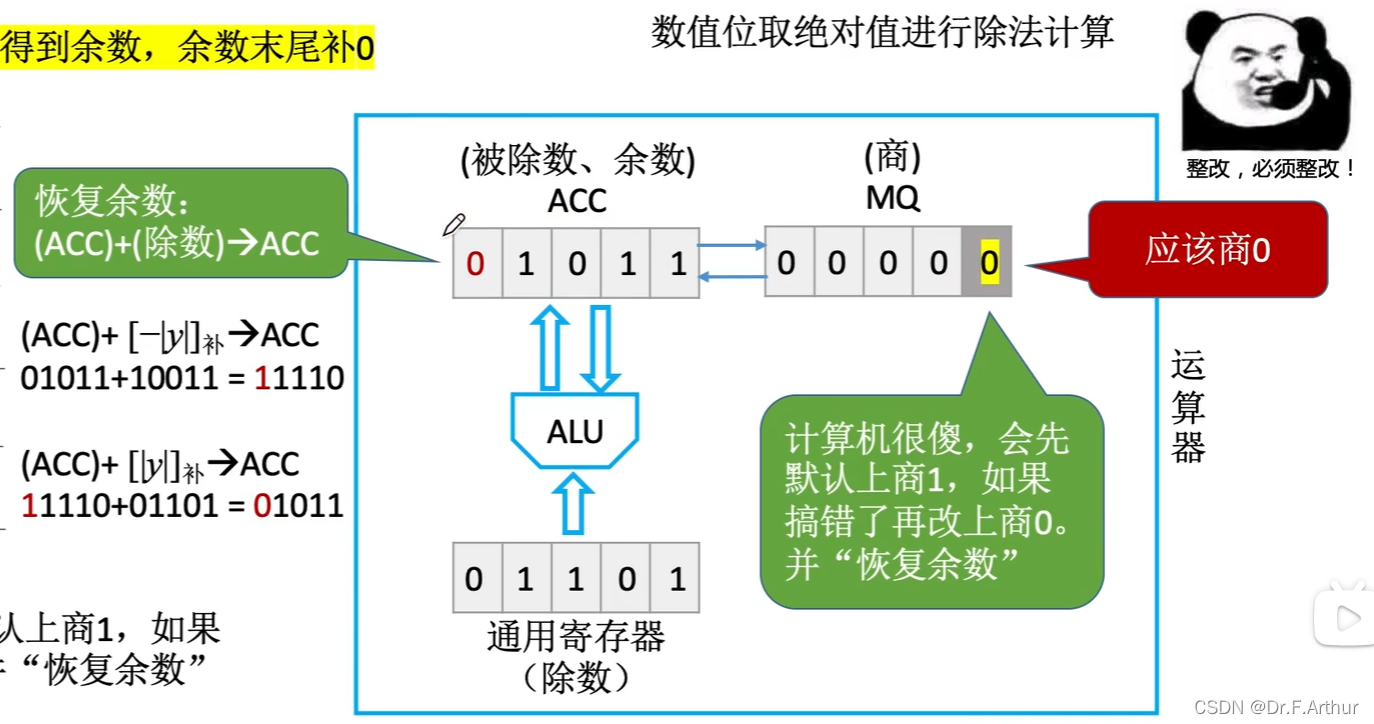 得到余数，余数末尾补0
数值位取绝对值进行除法计算
整改，必须整改！
恢复余数：
(ACC)+(除数)→ACC
(ACC)+ [−|y|]补→ACC
01011+10011 = 11110
(ACC)+ [|y|]补→ACC
11110+01101 = 01011
认上商1，如果
“恢复余数”
(被除数、余数)
ACC
0 1 0 1 1
(商)
MQ
0 0 0 0 0
应该商0
ALU
计算机很傻，会先
默认上商1，如果
搞错了再改上商0。
并“恢复余数”
运
算
器
0 1 1 0 1
通用寄存器
（除数）
CSDN @Dr.F.Arthur